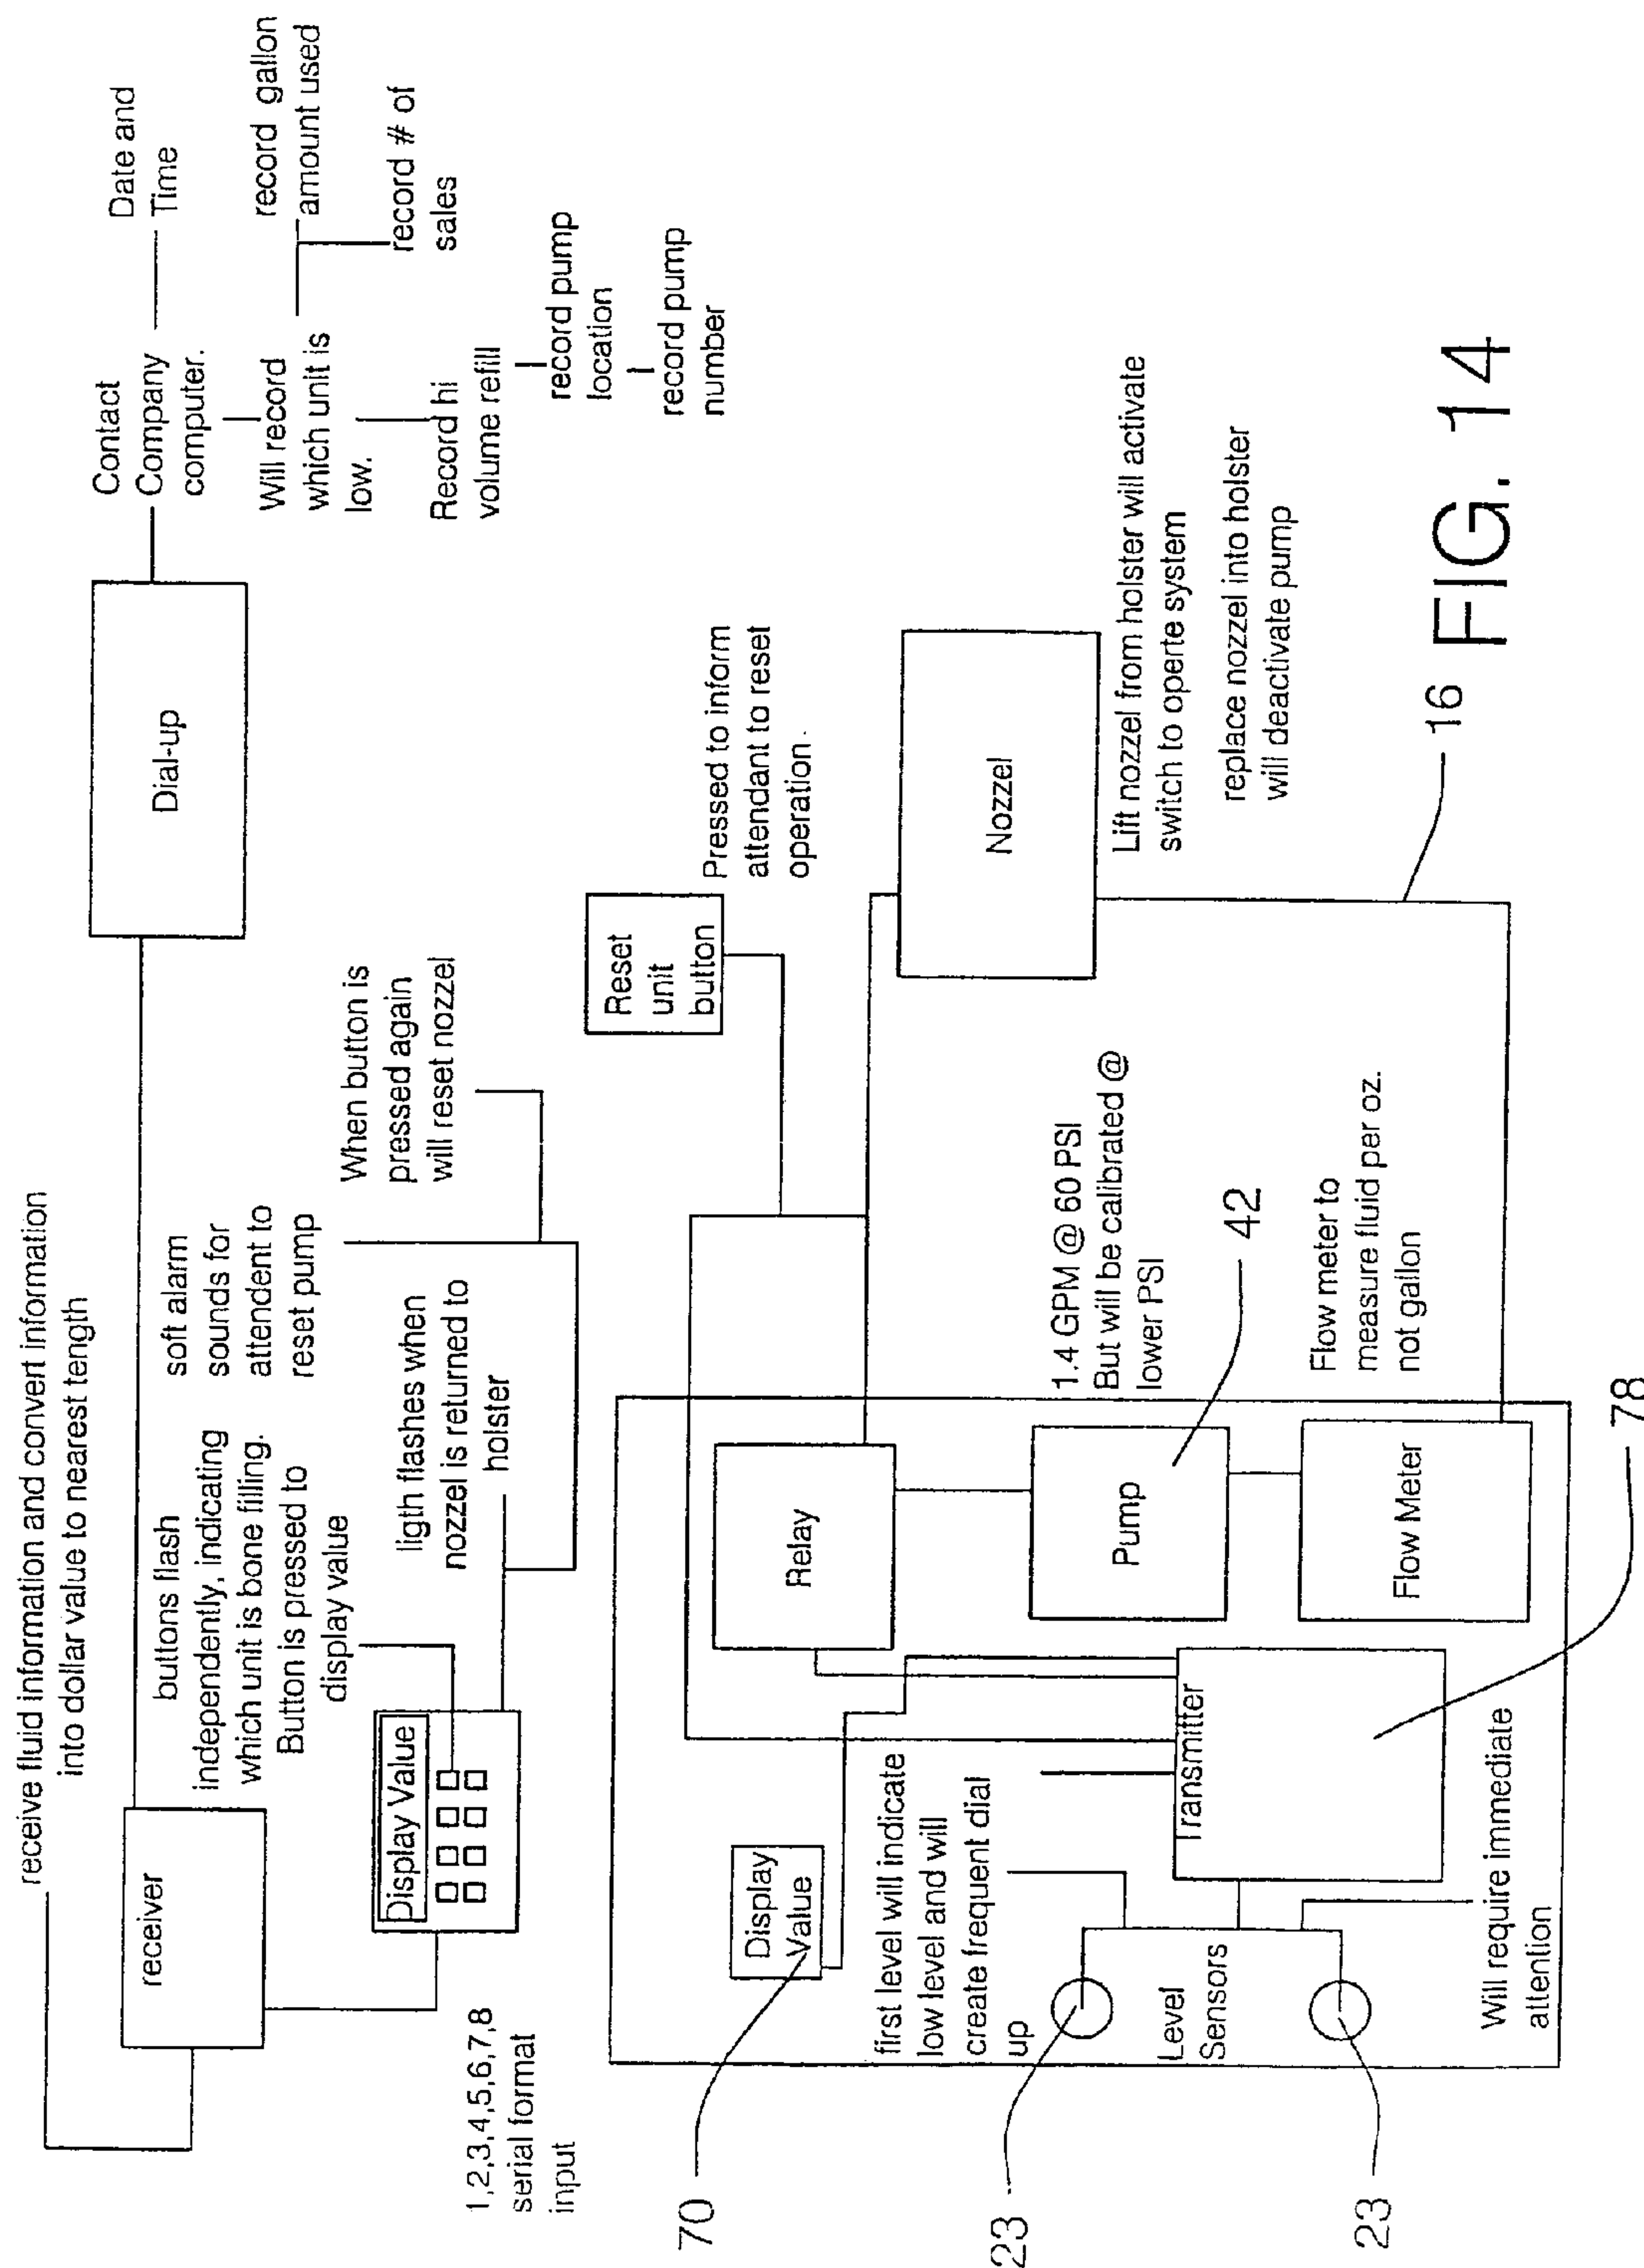 receive fluid information and convert information
into dollar value to nearest tength
receiver
Dial-up
Contact
Company
computer.
Date and
Time
Will record
which unit is
low.
record gallon
amount used
record # of
sales
Record hi
volume refill
record pump
location
record pump
number
buttons flash
independently, indicating
which unit is bone filling.
Button is pressed to
display value
soft alarm
sounds for
attendent to
reset pump
When button is
pressed again
will reset nozzel
ligth flashes when
nozzel is returned to
holster
Display Value
1,2,3,4,5,6,7,8
serial format
input
Reset
unit
button
Pressed to inform
attendant to reset
operation.
Nozzel
Lift nozzel from holster will activate
switch to operte system
replace nozzel into holster
will deactivate pump
16
70
Display
Value
Relay
1.4 GPM @ 60 PSI
But will be calibrated @
lower PSI
first level will indicate
low level and will
create frequent dial
up
Pump
42
23
Level
Sensors
Transmitter
Flow meter to
measure fluid per oz.
not gallon
Flow Meter
23
Will require immediate
attention
78
FIG. 14